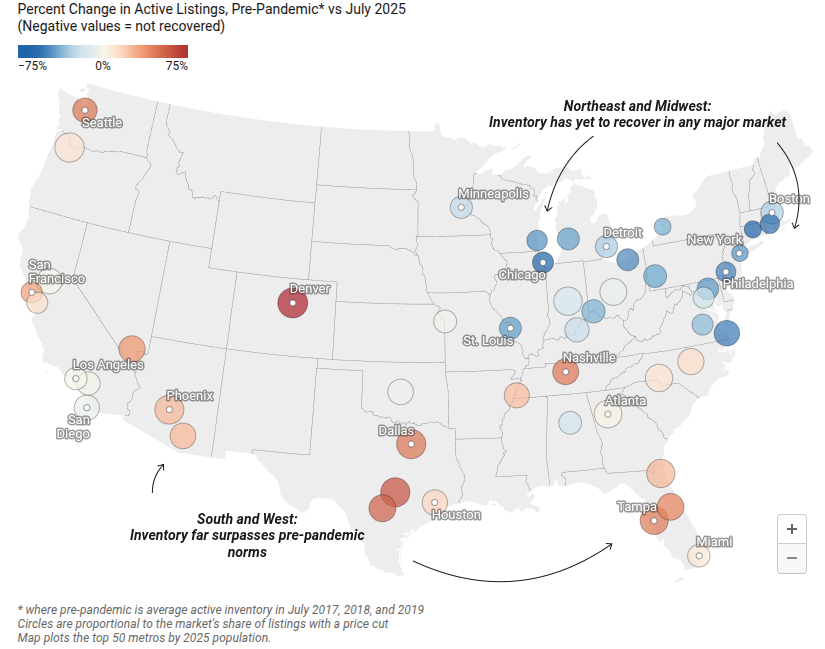 Percent Change in Active Listings, Pre-Pandemic* vs July 2025
(Negative values = not recovered)
−75%
0%
75%
Northeast and Midwest:
Inventory has yet to recover in any major market
Seattle
Minneapolis
Boston
Detroit
New York
San
Francisco
Chicago
Philadelphia
Denver
St. Louis
Los Angeles
Nashville
Phoenix
Atlanta
San
Diego
Dallas
Houston
Tampa
Miami
South and West:
Inventory far surpasses pre-pandemic
norms
+
−
* where pre-pandemic is average active inventory in July 2017, 2018, and 2019
Circles are proportional to the market's share of listings with a price cut
Map plots the top 50 metros by 2025 population.